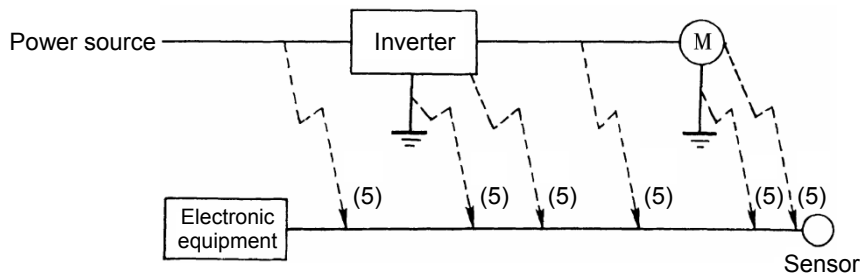 Power source
Inverter
M
(5)
(5)
(5)
(5)
(5)
(5)
Electronic
equipment
Sensor